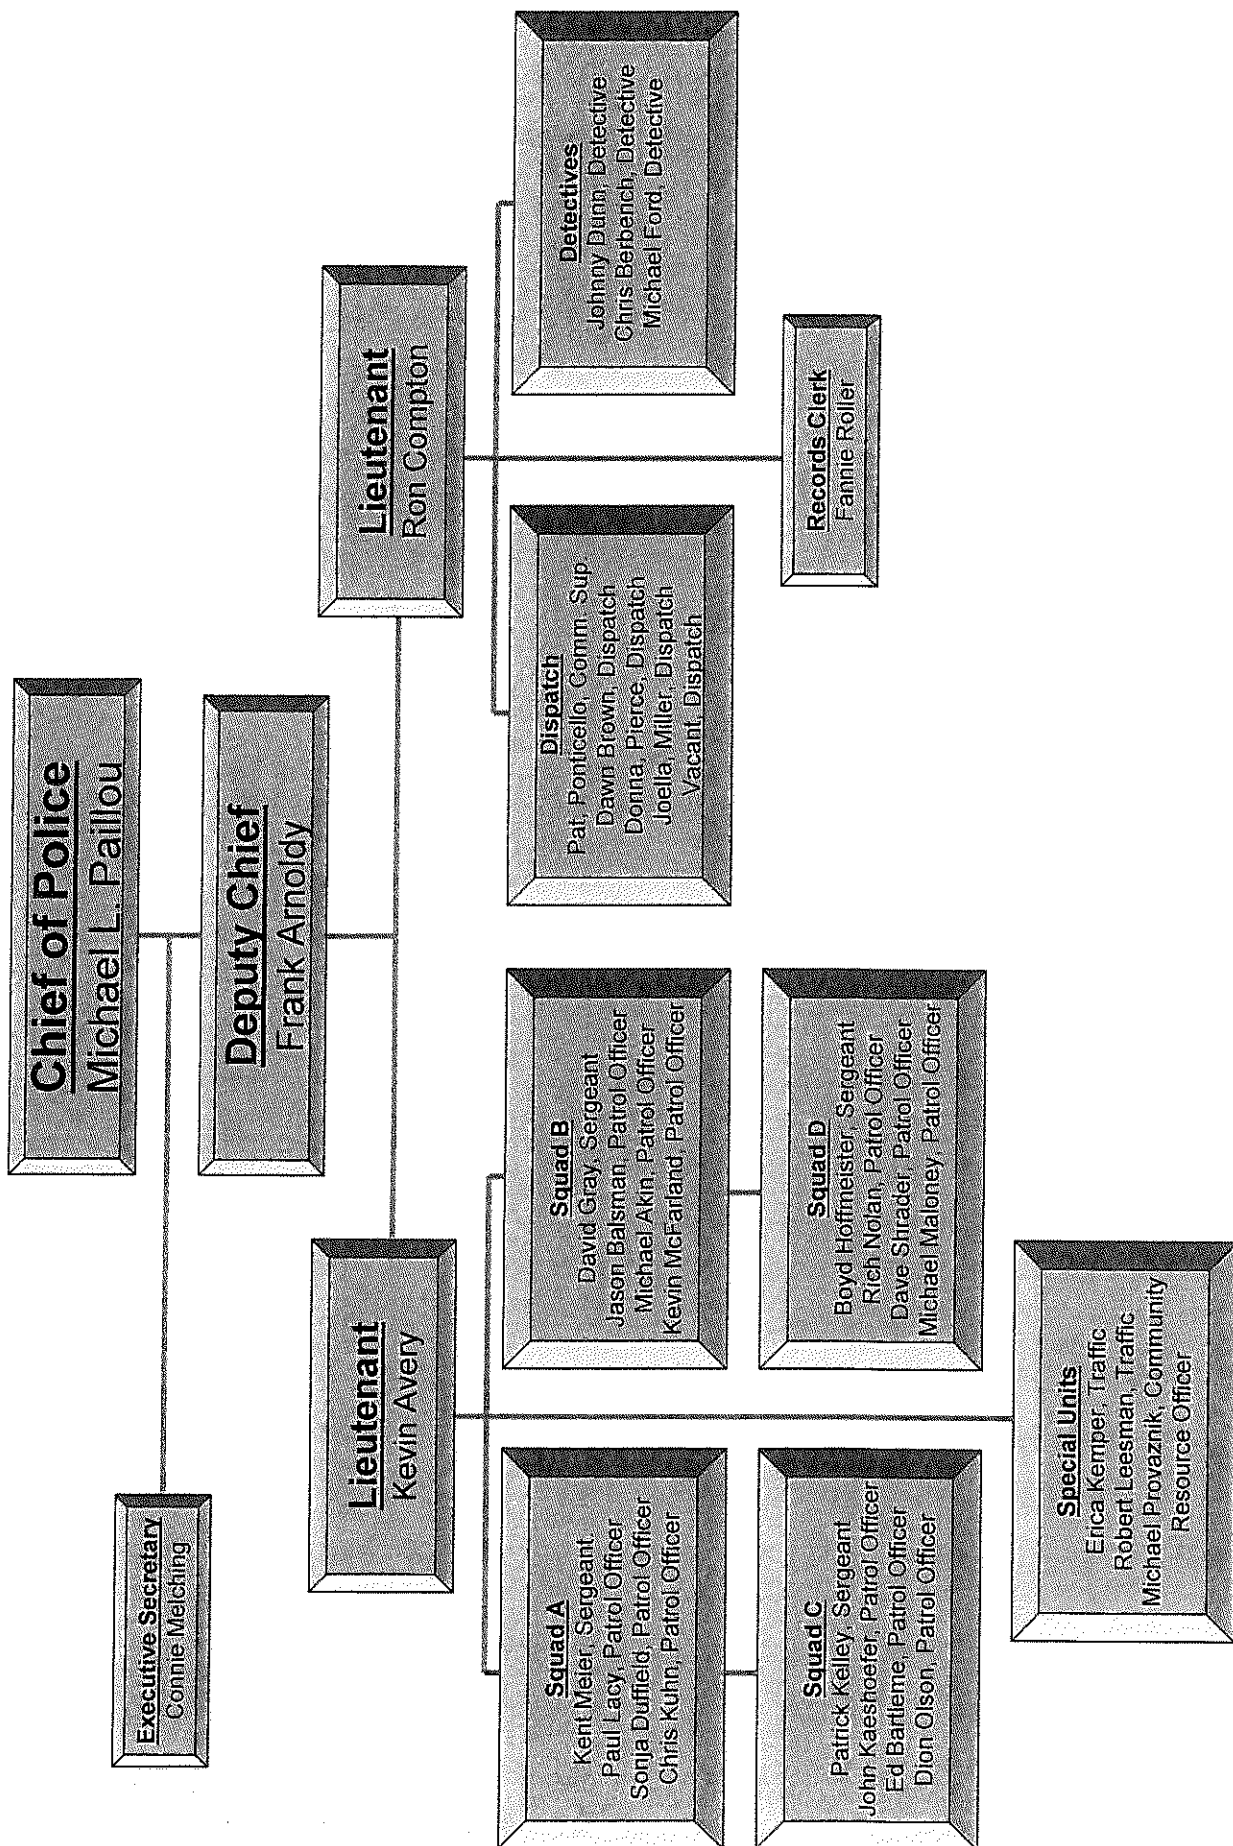 Chief of Police
Michael L. Paillou
Executive Secretary
Connie Melching
Deputy Chief
Frank Arnoldy
Lieutenant
Kevin Avery
Lieutenant
Ron Compton
Squad A
Kent Meier, Sergeant
Paul Lacy, Patrol Officer
Sonja Duffield, Patrol Officer
Chris Kuhn, Patrol Officer
Squad B
David Gray, Sergeant
Jason Balsman, Patrol Officer
Michael Akin, Patrol Officer
Kevin McFarland, Patrol Officer
Dispatch
Pat, Ponticello, Comm. Sup.
Dawn Brown, Dispatch
Donna, Pierce, Dispatch
Joella, Miller, Dispatch
Vacant, Dispatch
Detectives
Johnny Dunn, Detective
Chris Berbench, Detective
Michael Ford, Detective
Squad C
Patrick Kelley, Sergeant
John Kaeshoefer, Patrol Officer
Ed Bartleme, Patrol Officer
Dion Olson, Patrol Officer
Squad D
Boyd Hoffmeister, Sergeant
Rich Nolan, Patrol Officer
Dave Shrader, Patrol Officer
Michael Maloney, Patrol Officer
Records Clerk
Fannie Roller
Special Units
Erica Kemper, Traffic
Robert Leesman, Traffic
Michael Provaznik, Community
Resource Officer